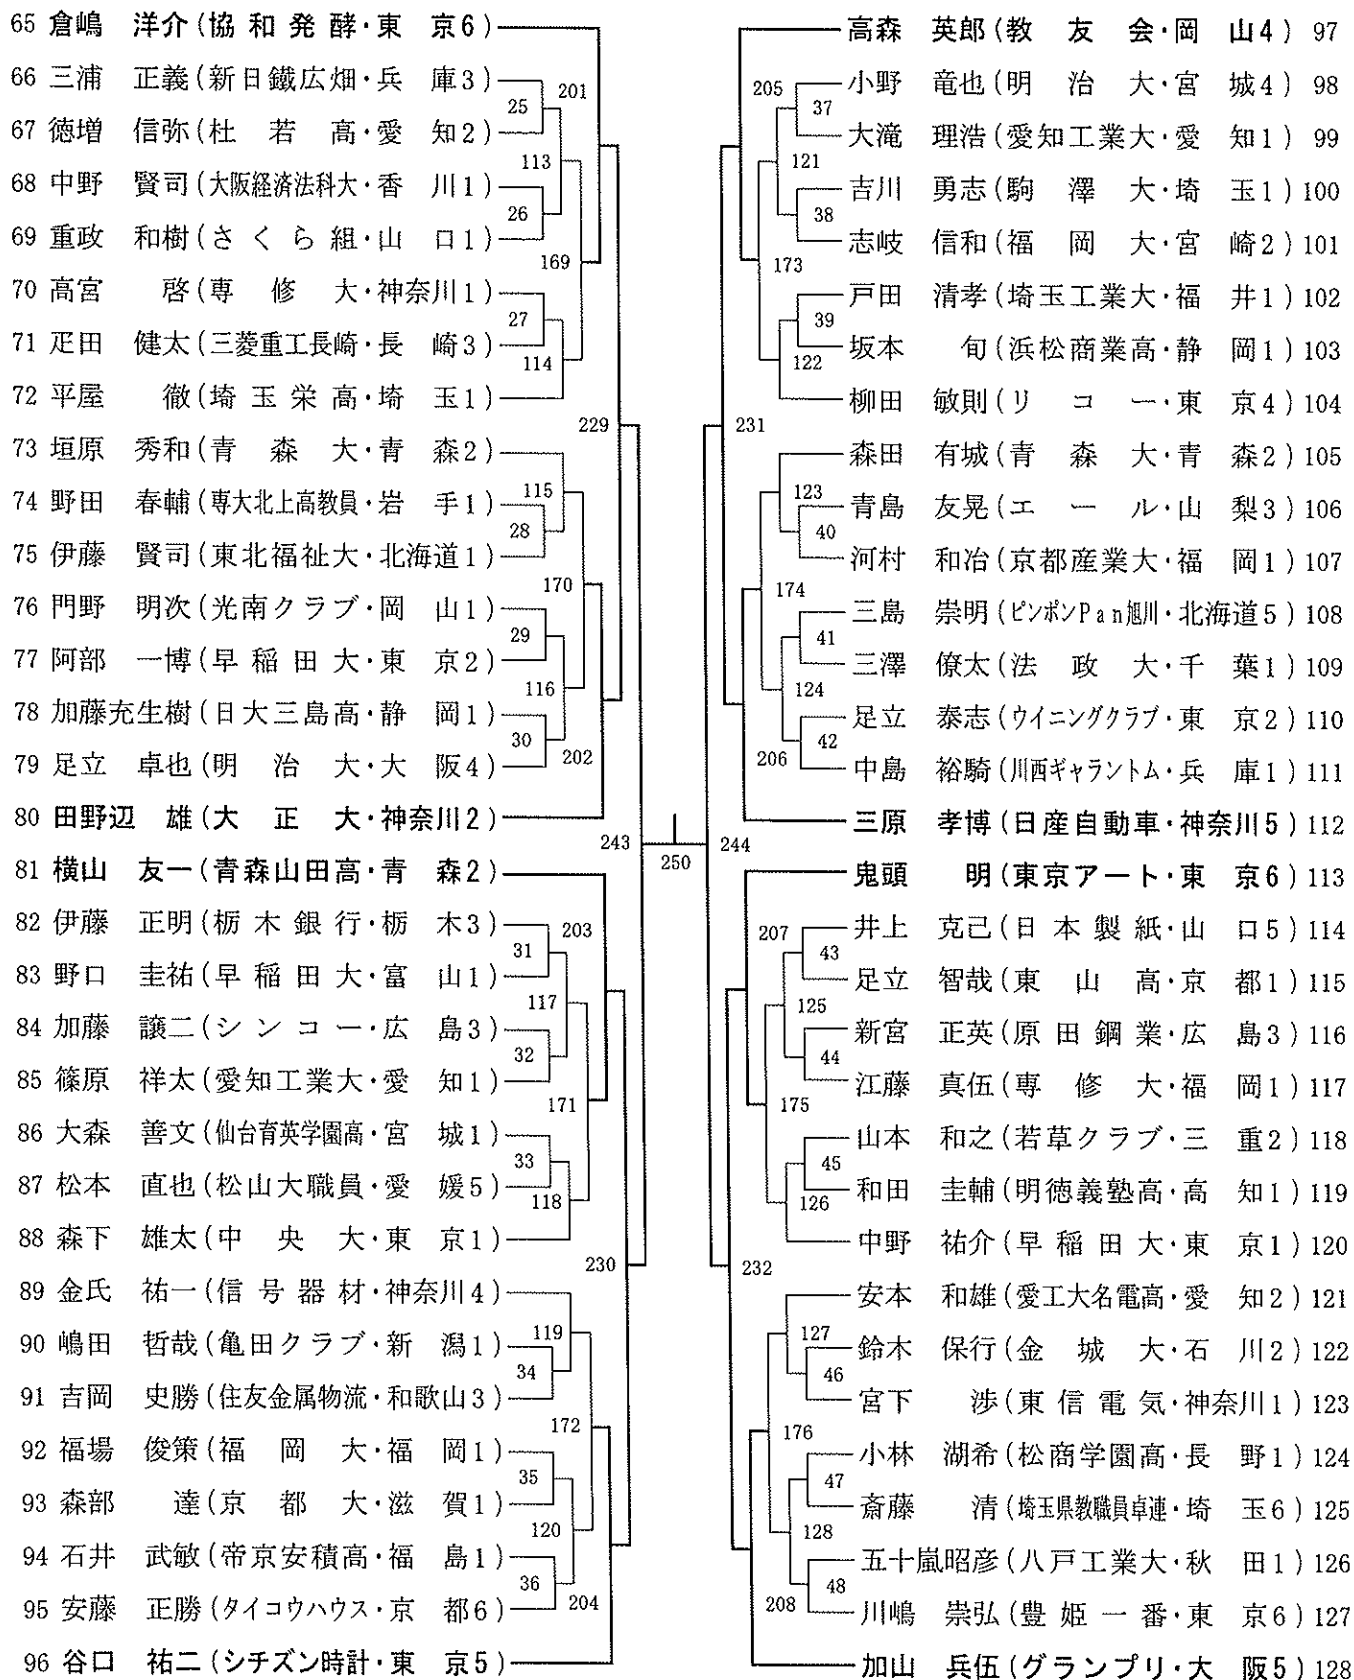 65 倉嶋 洋介(協和発酵・東京6)
66 三浦 正義(新日鐵広畑・兵庫3)
201
25
67 徳増 信弥(杜若高・愛知2)
113
68 中野 賢司(大阪経済法科大・香川1)
26
69 重政 和樹(さくら組・山口1)
169
70 高宮 啓(専修大・神奈川1)
27
71 疋田 健太(三菱重工長崎・長崎3)
114
72 平屋 徹(埼玉栄高・埼玉1)
229
73 垣原 秀和(青森大・青森2)
115
74 野田 春輔(専大北上高教員・岩手1)
28
75 伊藤 賢司(東北福祉大・北海道1)
170
76 門野 明次(光南クラブ・岡山1)
29
77 阿部 一博(早稲田大・東京2)
116
78 加藤充生樹(日大三島高・静岡1)
30
202
79 足立 卓也(明治大・大阪4)
80 田野辺 雄(大正大・神奈川2)
243
250
244
81 横山 友一(青森山田高・青森2)
82 伊藤 正明(栃木銀行・栃木3)
203
31
83 野口 圭祐(早稲田大・富山1)
117
84 加藤 譲二(シンコー・広島3)
32
85 篠原 祥太(愛知工業大・愛知1)
171
86 大森 善文(仙台育英学園高・宮城1)
33
87 松本 直也(松山大職員・愛媛5)
118
88 森下 雄太(中央大・東京1)
230
89 金氏 祐一(信号器材・神奈川4)
119
90 嶋田 哲哉(亀田クラブ・新潟1)
34
91 吉岡 史勝(住友金属物流・和歌山3)
172
92 福場 俊策(福岡大・福岡1)
35
93 森部 達(京都大・滋賀1)
120
94 石井 武敏(帝京安積高・福島1)
36
204
95 安藤 正勝(タイコウハウス・京都6)
96 谷口 祐二(シチズン時計・東京5)
高森 英郎(教友会・岡山4) 97
205
小野 竜也(明治大・宮城4) 98
37
大滝 理浩(愛知工業大・愛知1) 99
121
吉川 勇志(駒澤大・埼玉1) 100
38
志岐 信和(福岡大・宮崎2) 101
173
戸田 清孝(埼玉工業大・福井1) 102
39
坂本 旬(浜松商業高・静岡1) 103
122
柳田 敏則(リコー・東京4) 104
231
森田 有城(青森大・青森2) 105
123
青島 友晃(エール・山梨3) 106
40
河村 和冶(京都産業大・福岡1) 107
174
三島 崇明(ピンポンPan旭川・北海道5) 108
41
三澤 僚太(法政大・千葉1) 109
124
足立 泰志(ウイニングクラブ・東京2) 110
42
206
中島 裕騎(川西ギャラントム・兵庫1) 111
三原 孝博(日産自動車・神奈川5) 112
鬼頭 明(東京アート・東京6) 113
207
井上 克己(日本製紙・山口5) 114
43
足立 智哉(東山高・京都1) 115
125
新宮 正英(原田鋼業・広島3) 116
44
江藤 真伍(専修大・福岡1) 117
175
山本 和之(若草クラブ・三重2) 118
45
和田 圭輔(明徳義塾高・高知1) 119
126
中野 祐介(早稲田大・東京1) 120
232
安本 和雄(愛工大名電高・愛知2) 121
127
鈴木 保行(金城大・石川2) 122
46
宮下 渉(東信電気・神奈川1) 123
176
小林 湖希(松商学園高・長野1) 124
47
斎藤 清(埼玉県教職員卓連・埼玉6) 125
128
五十嵐昭彦(八戸工業大・秋田1) 126
48
208
川嶋 崇弘(豊姫一番・東京6) 127
加山 兵伍(グランプリ・大阪5) 128